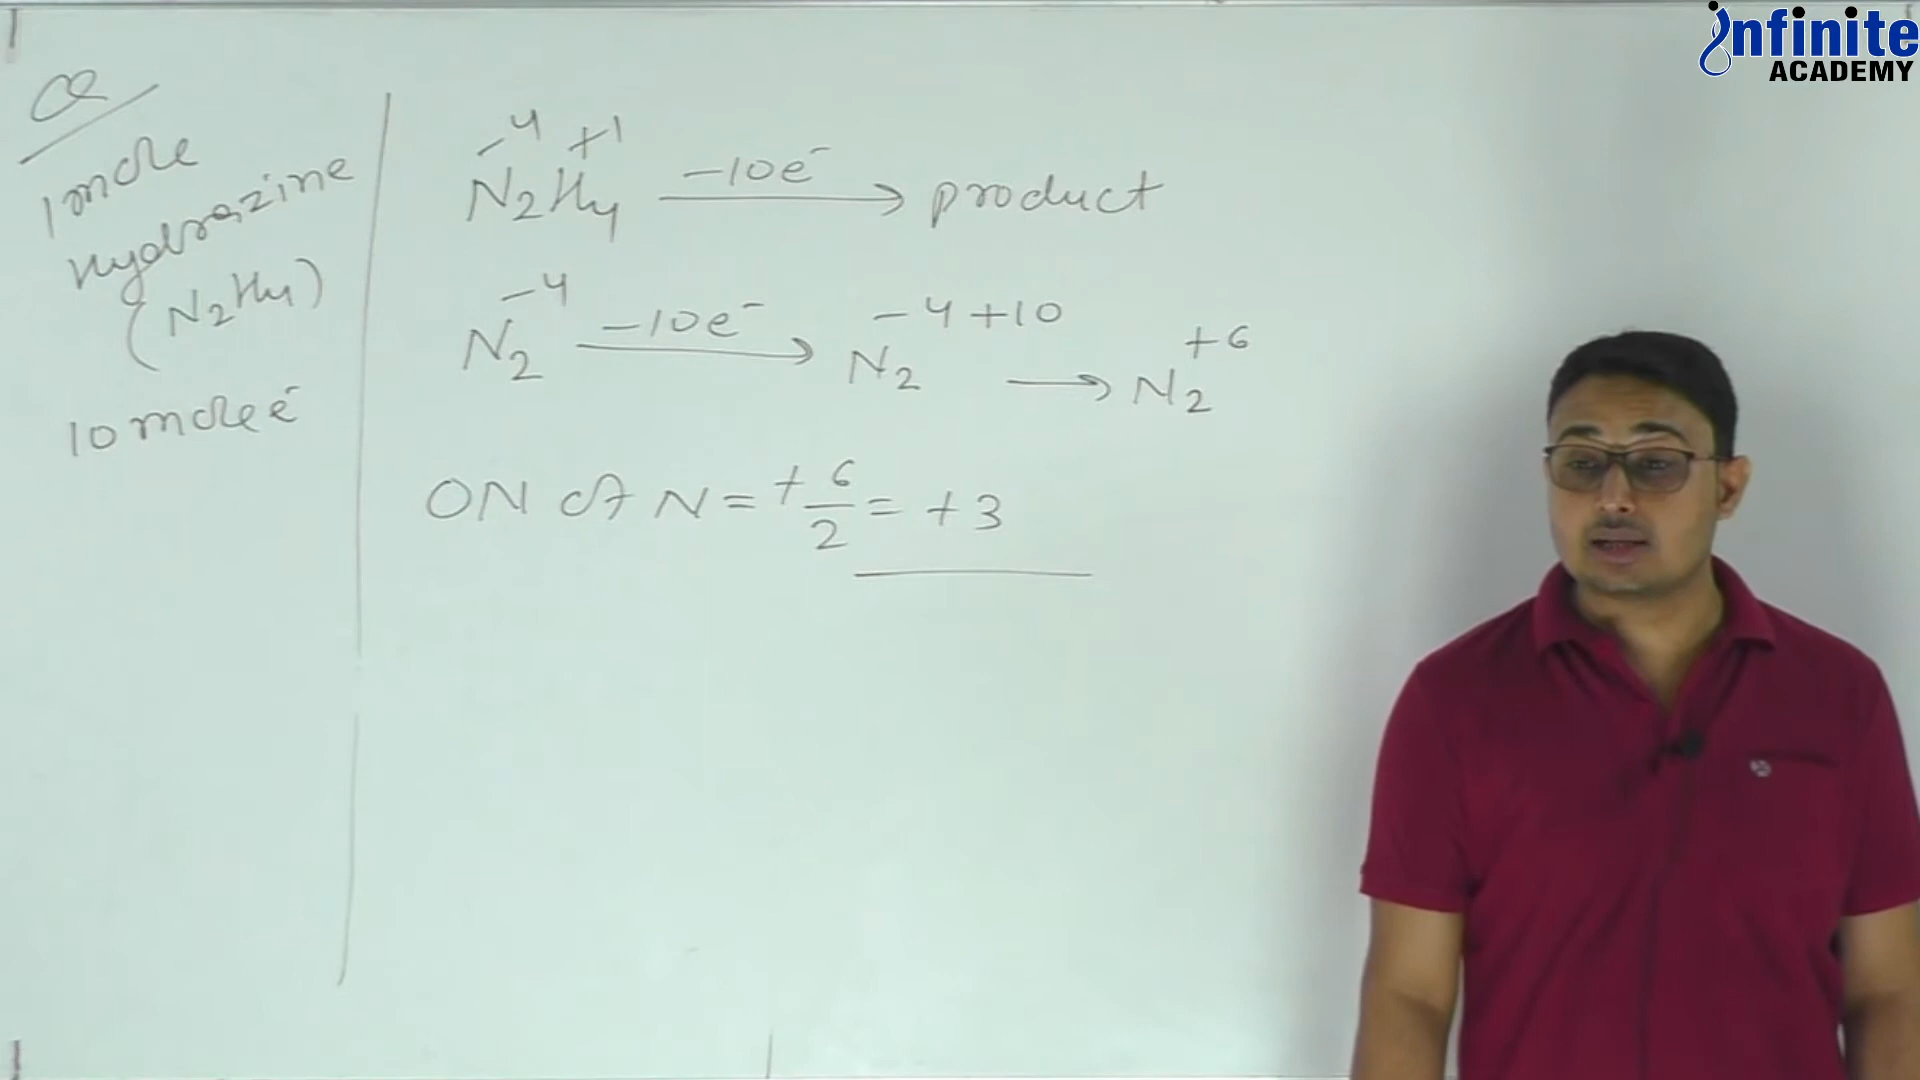 infinite
ACADEMY
Q
1 mole
Hydrazine
(N2H4)
10 mole e-
-4 +1
N2H4 -10e- → product
N2 -4 -10e- → N2 -4+10 → N2 +6
ON of N = +6/2 = +3